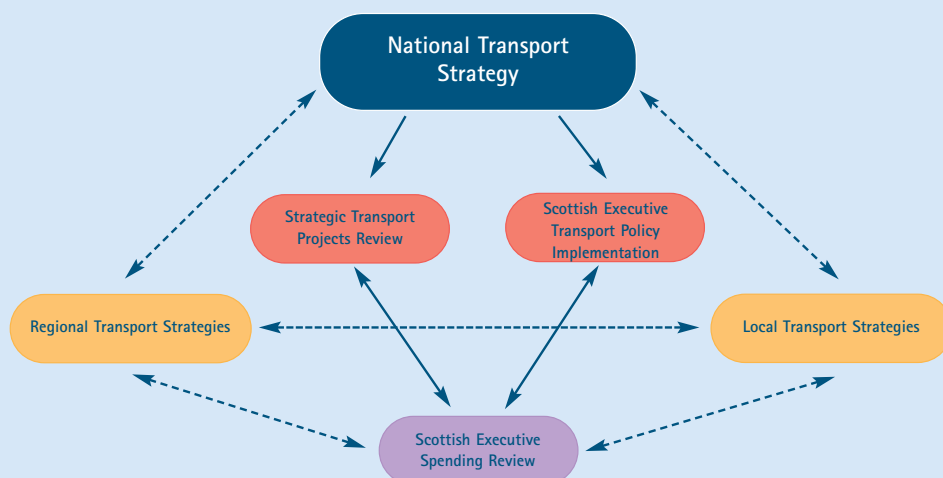 National Transport
Strategy
Strategic Transport
Projects Review
Scottish Executive
Transport Policy
Implementation
Regional Transport Strategies
Local Transport Strategies
Scottish Executive
Spending Review